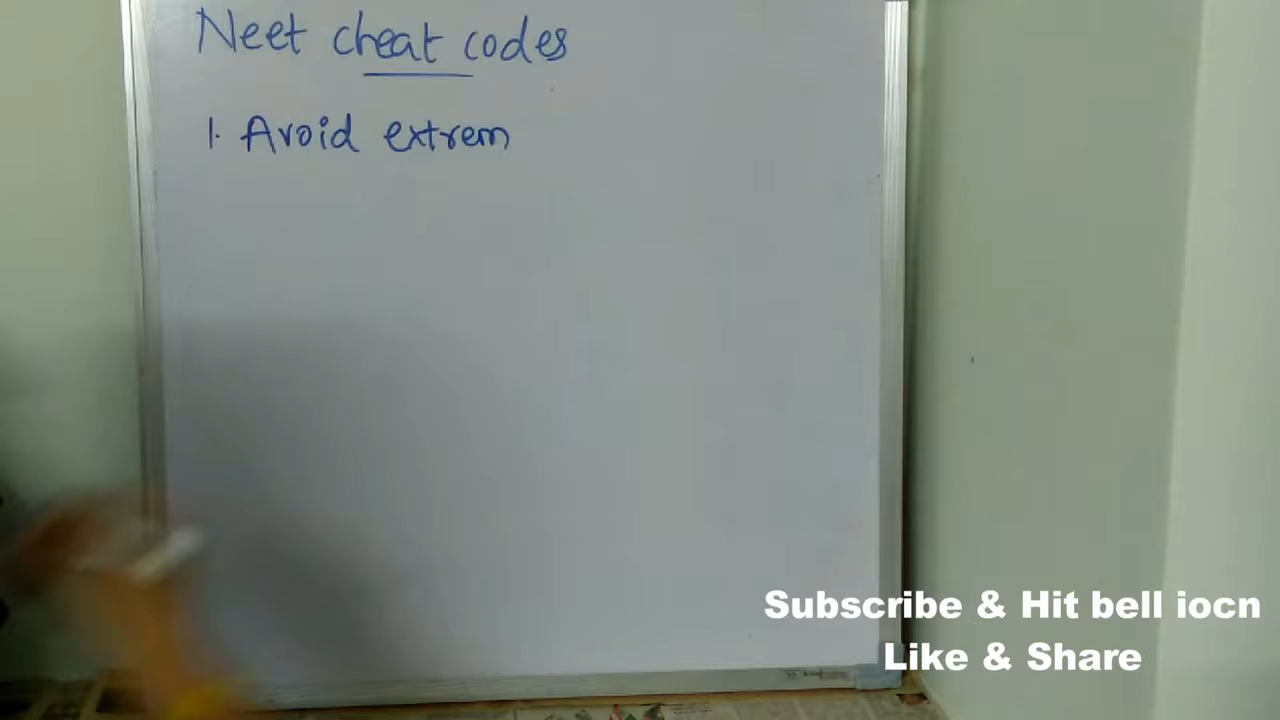 Neet cheat codes
1. Avoid extrem
Subscribe & Hit bell iocn
Like & Share